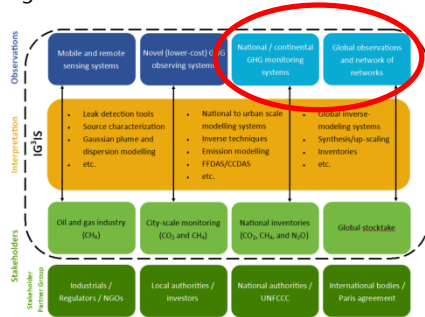 Observations
Mobile and remote
sensing systems
Novel (lower-cost) GHG
observing systems
National / continental
GHG monitoring
systems
Global observations
and network of
networks
IG³IS
Interpretation
• Leak detection tools
• Source characterization
• Gaussian plume and
dispersion modelling
• etc.
• National to urban scale
modelling systems
• Inverse techniques
• Emission modelling
• FFDAS/CCDAS
• etc.
• Global inverse-
modeling systems
• Synthesis/up-scaling
• Inventories
• etc.
Stakeholders
Oil and gas industry
(CH₄)
City-scale monitoring
(CO₂ and CH₄)
National inventories
(CO₂, CH₄, and N₂O)
Global stocktake
Stakeholder
Partner Group
Industrials /
Regulators / NGOs
Local authorities /
investors
National authorities /
UNFCCC
International bodies /
Paris agreement